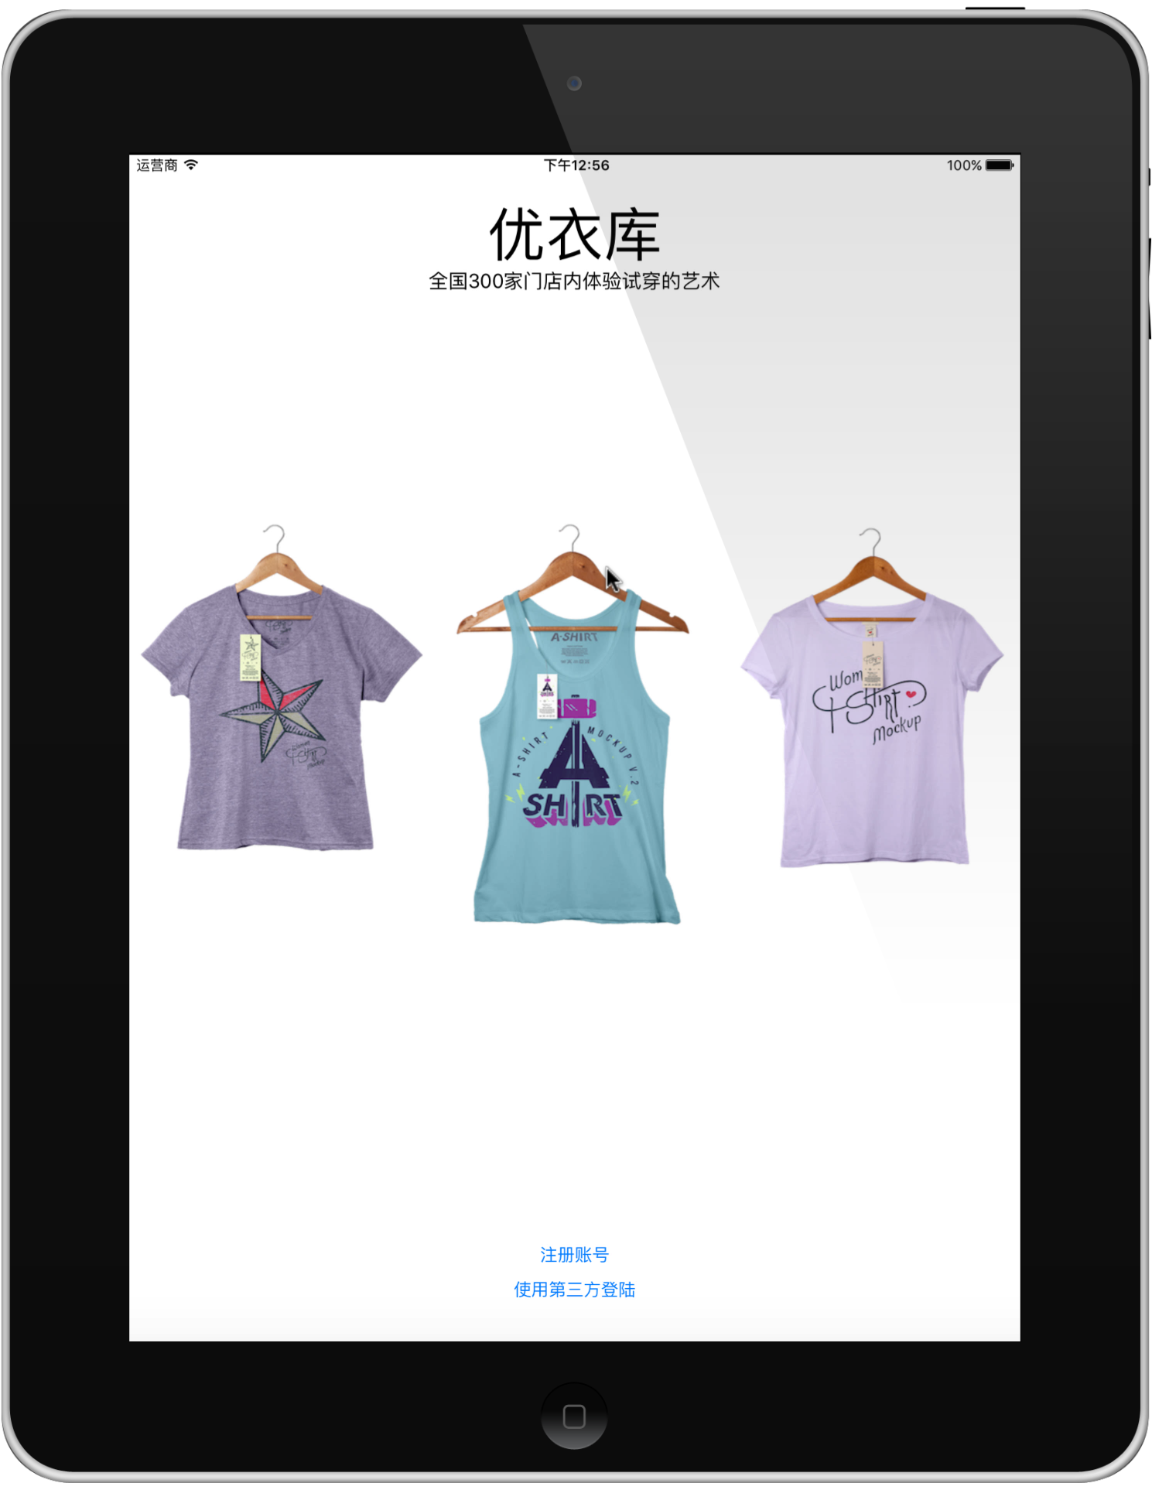 运营商
下午12:56
100%
优衣库
全国300家门店内体验试穿的艺术
A-SHIRT
A-SHIRT MOCKUP V.2
A
SHIRT
Wom
T-SHIRT
Mockup
注册账号
使用第三方登陆